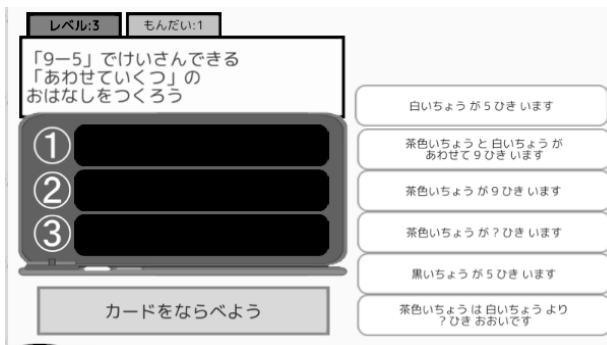 レベル:3
もんだい:1
「9ー5」でけいさんできる
「あわせていくつ」の
おはなしをつくろう
①
②
③
カードをならべよう
白いちょう が 5 ひき います
茶色いちょう と 白いちょう が
あわせて 9 ひき います
茶色いちょう が 9 ひき います
茶色いちょう が ? ひき います
黒いちょう が 5 ひき います
茶色いちょう は 白いちょう より
? ひき おおいです